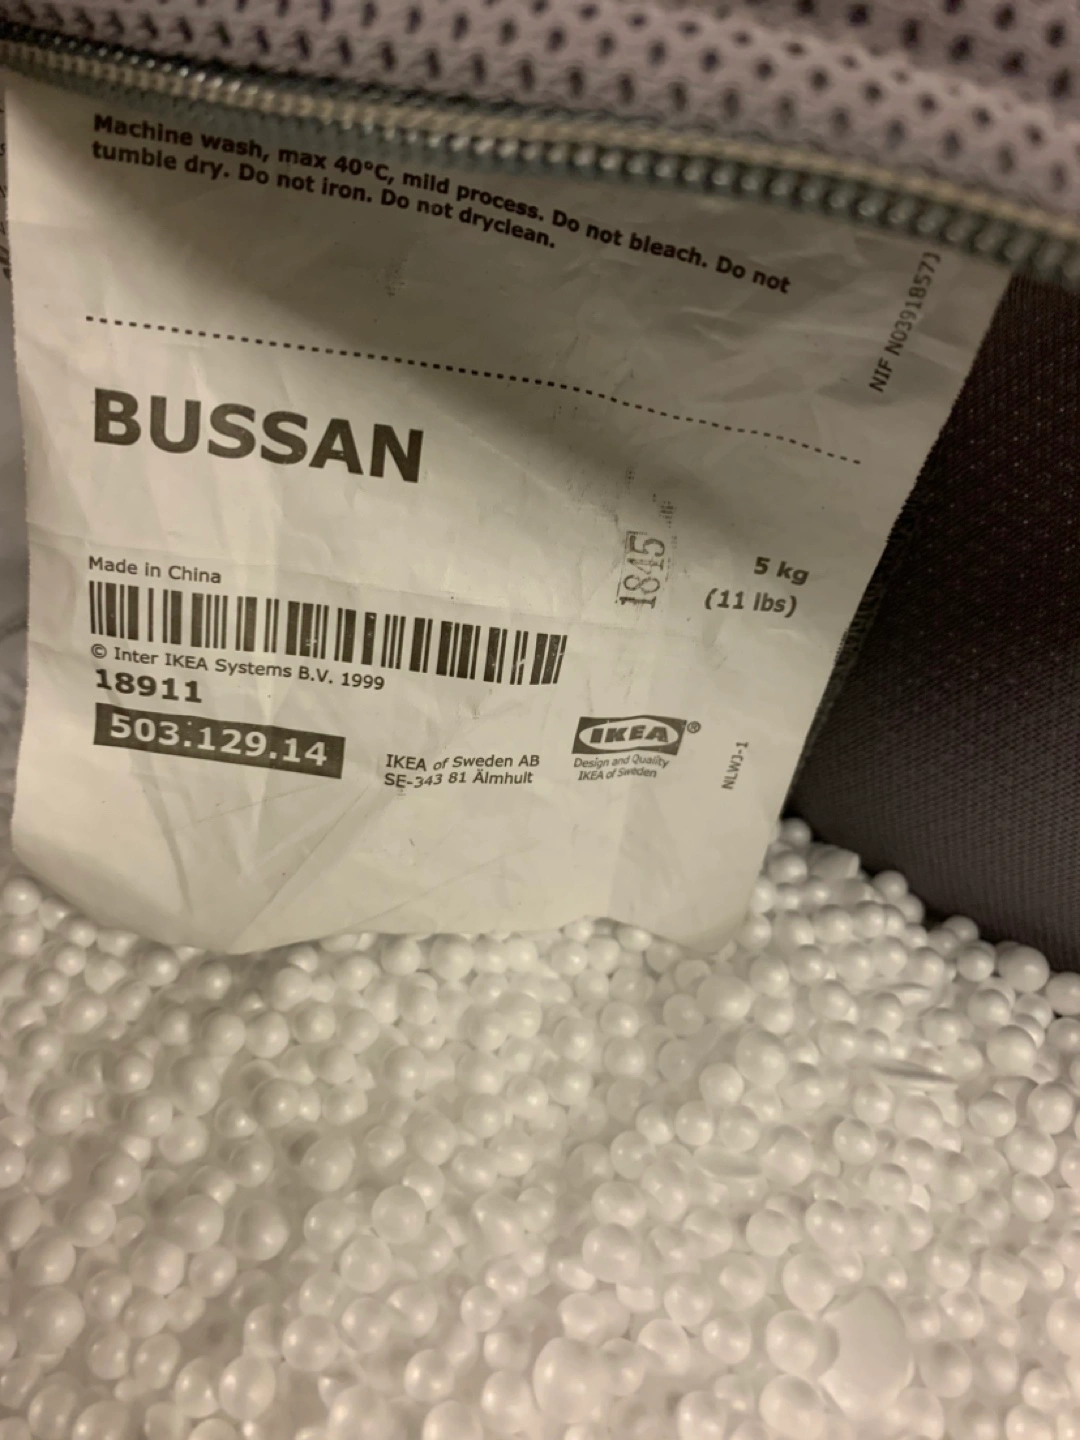 Machine wash, max 40°C, mild process. Do not bleach. Do not
tumble dry. Do not iron. Do not dryclean.
NIF N0391857J
BUSSAN
1845
5 kg
(11 lbs)
Made in China
© Inter IKEA Systems B.V. 1999
18911
503.129.14
IKEA of Sweden AB
SE-343 81 Älmhult
IKEA®
Design and Quality
IKEA of Sweden
NLWJ-1